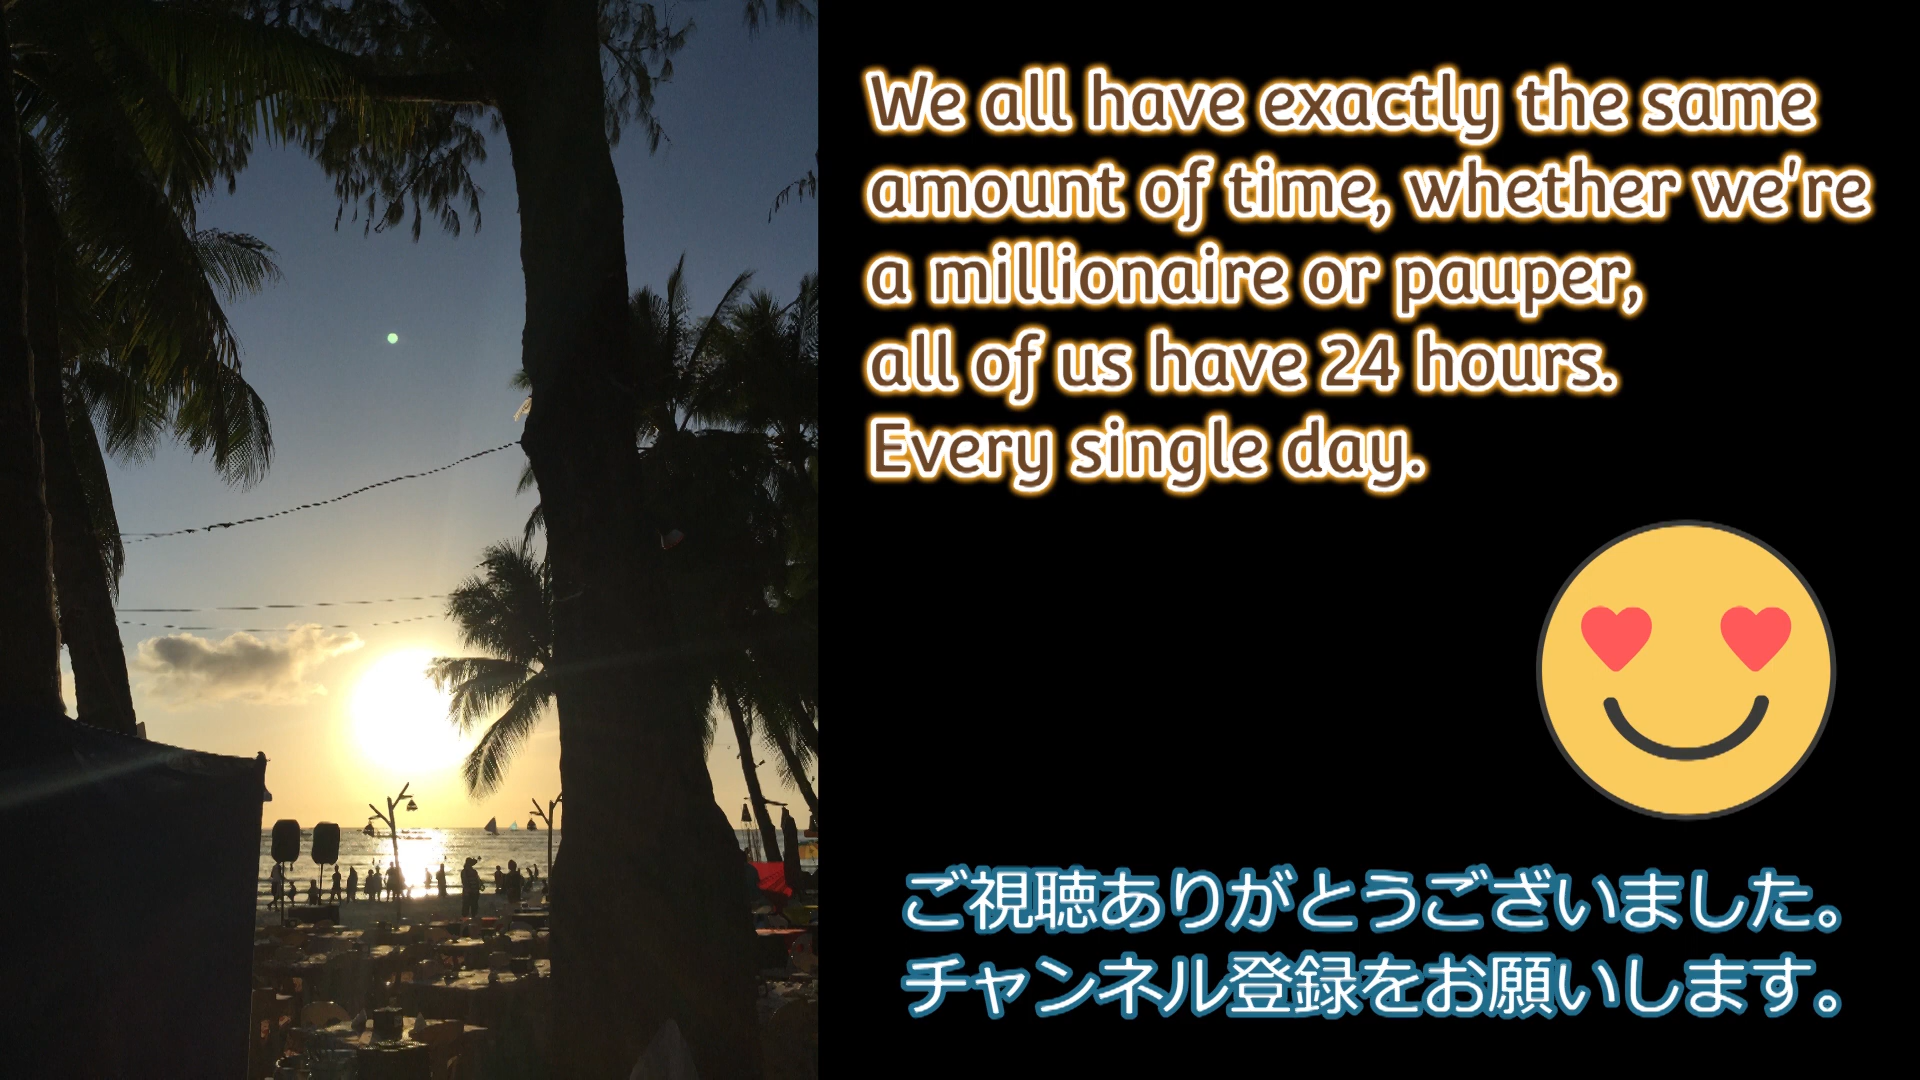 We all have exactly the same
amount of time, whether we're
a millionaire or pauper,
all of us have 24 hours.
Every single day.
ご視聴ありがとうございました。
チャンネル登録をお願いします。